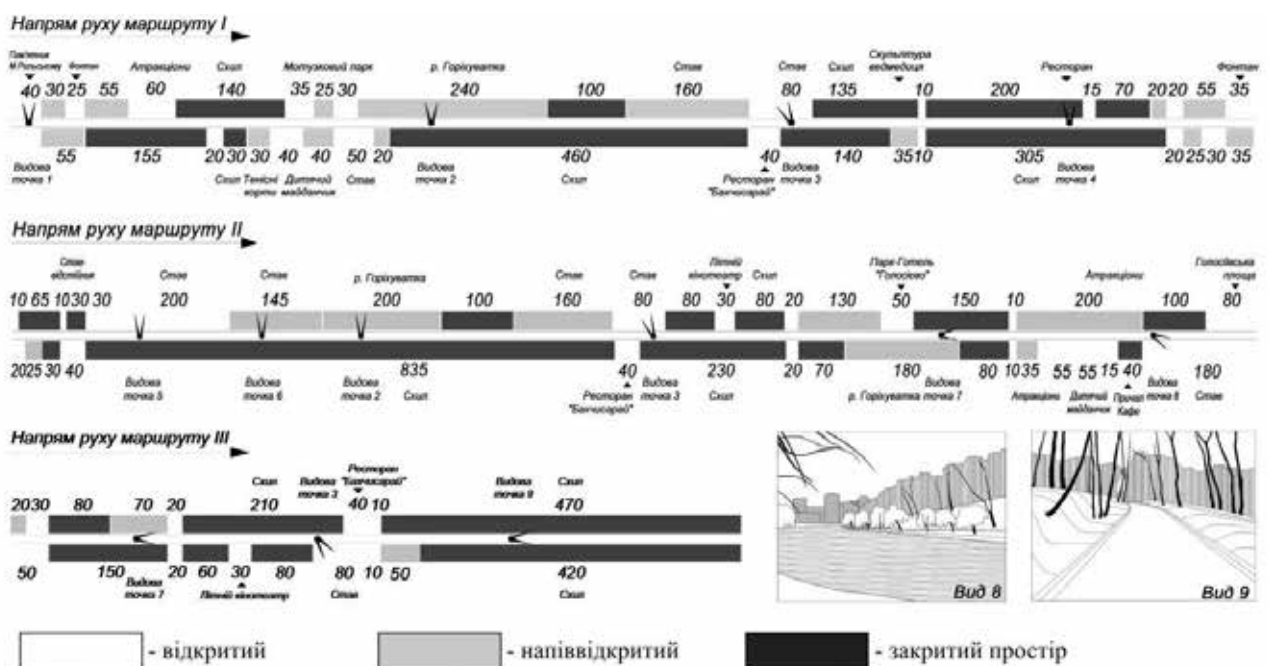 Напрям руху маршруту I
Пам'ятник Фонтан Атракціони Схил Мотузковий парк р. Горіхуватка Став Став Схил Скульптура Ресторан Фонтан
М.Рильському ведмедиця
40 30 25 55 60 140 35 25 30 240 100 160 80 135 10 200 15 70 20 20 55 35
55 155 20 30 30 40 40 50 20 460 40 140 35 10 305 20 25 30 35
Видова Схил Тенісні Дитячий Став Видова Схил Ресторан Видова Схил Видова
точка 1 корти майданчик точка 2 "Бахчисарай" точка 3 точка 4
Напрям руху маршруту II
Став Став Став р. Горіхуватка Став Став Літній Схил Парк-Готель Атракціони Голосіївська
відстійник кінотеатр "Голосієво" площа
10 65 10 30 30 200 145 200 100 160 80 80 30 80 20 130 50 150 10 200 100 80
20 25 30 40 835 40 230 20 70 180 80 10 35 55 55 15 40 180
Видова Видова Видова Схил Ресторан Видова Схил р. Горіхуватка Видова Атракціони Дитячий Причал Видова Став
точка 5 точка 6 точка 2 "Бахчисарай" точка 3 точка 7 майданчик Кафе точка 8
Напрям руху маршруту III
Схил Видова Ресторан Видова Схил
точка 3 "Бахчисарай" точка 9
20 30 80 70 20 210 40 10 470
50 150 20 60 30 80 80 10 50 420
Видова Літній кінотеатр Став Схил
точка 7
Вид 8
Вид 9
- відкритий
- напіввідкритий
- закритий простір